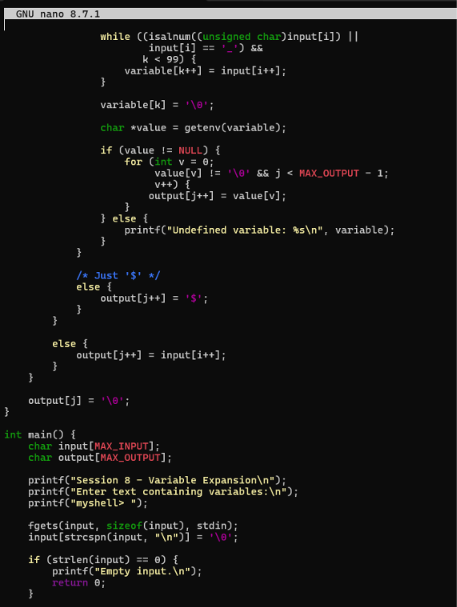 GNU nano 8.7.1
                while ((isalnum((unsigned char)input[i]) ||
                        input[i] == '_') &&
                       k < 99) {
                    variable[k++] = input[i++];
                }

                variable[k] = '\0';

                char *value = getenv(variable);

                if (value != NULL) {
                    for (int v = 0;
                         value[v] != '\0' && j < MAX_OUTPUT - 1;
                         v++) {
                        output[j++] = value[v];
                    }
                } else {
                    printf("Undefined variable: %s\n", variable);
                }
            }

            /* Just '$' */
            else {
                output[j++] = '$';
            }
        }

        else {
            output[j++] = input[i++];
        }
    }

    output[j] = '\0';
}

int main() {
    char input[MAX_INPUT];
    char output[MAX_OUTPUT];

    printf("Session 8 - Variable Expansion\n");
    printf("Enter text containing variables:\n");
    printf("myshell> ");

    fgets(input, sizeof(input), stdin);
    input[strcspn(input, "\n")] = '\0';

    if (strlen(input) == 0) {
        printf("Empty input.\n");
        return 0;
    }